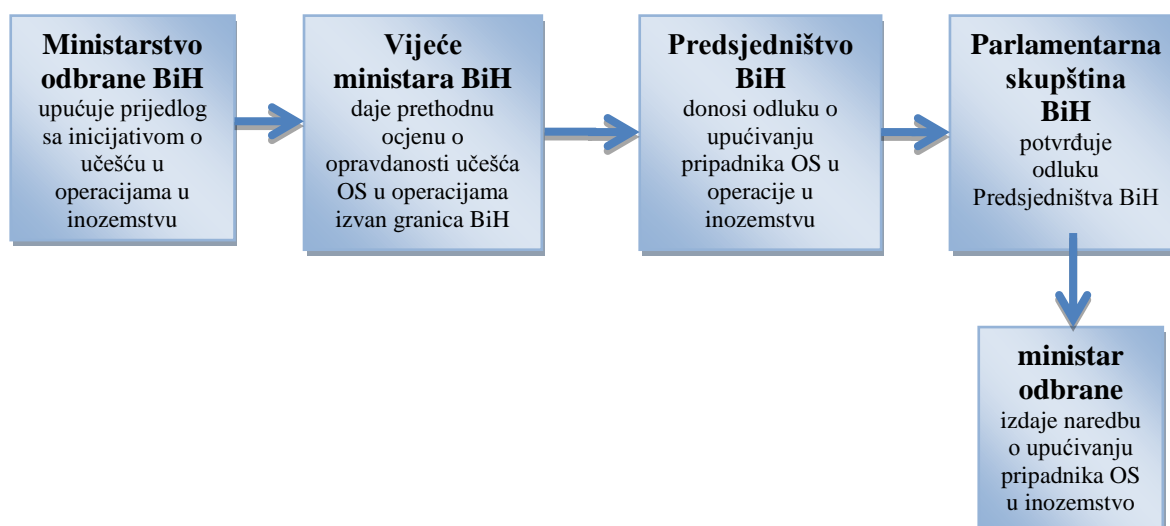 Ministarstvo
odbrane BiH
upućuje prijedlog
sa inicijativom o
učešću u
operacijama u
inozemstvu
Vijeće
ministara BiH
daje prethodnu
ocjenu o
opravdanosti učešća
OS u operacijama
izvan granica BiH
Predsjedništvo
BiH
donosi odluku o
upućivanju
pripadnika OS u
operacije u
inozemstvu
Parlamentarna
skupština
BiH
potvrđuje
odluku
Predsjedništva BiH
ministar
odbrane
izdaje naredbu
o upućivanju
pripadnika OS
u inozemstvo